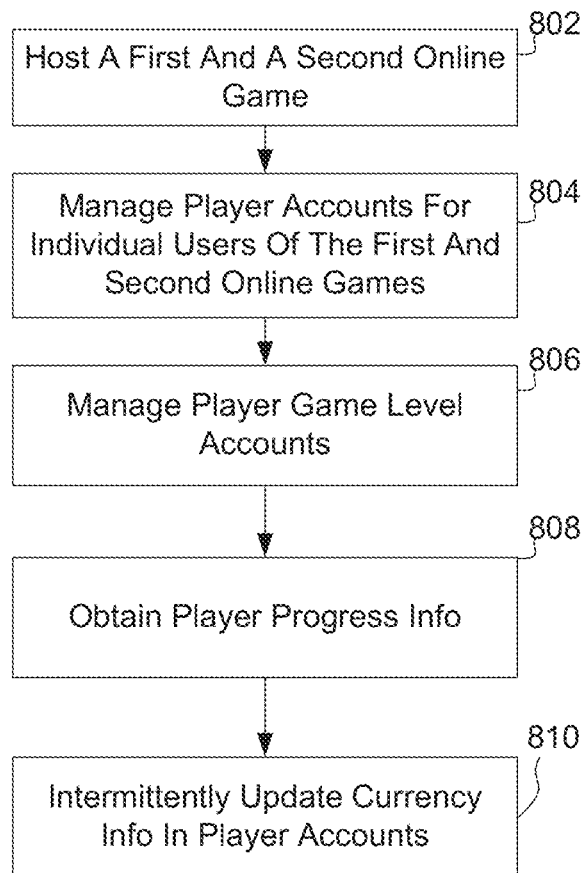 802
Host A First And A Second Online
Game
804
Manage Player Accounts For
Individual Users Of The First And
Second Online Games
806
Manage Player Game Level
Accounts
808
Obtain Player Progress Info
810
Intermittently Update Currency
Info In Player Accounts